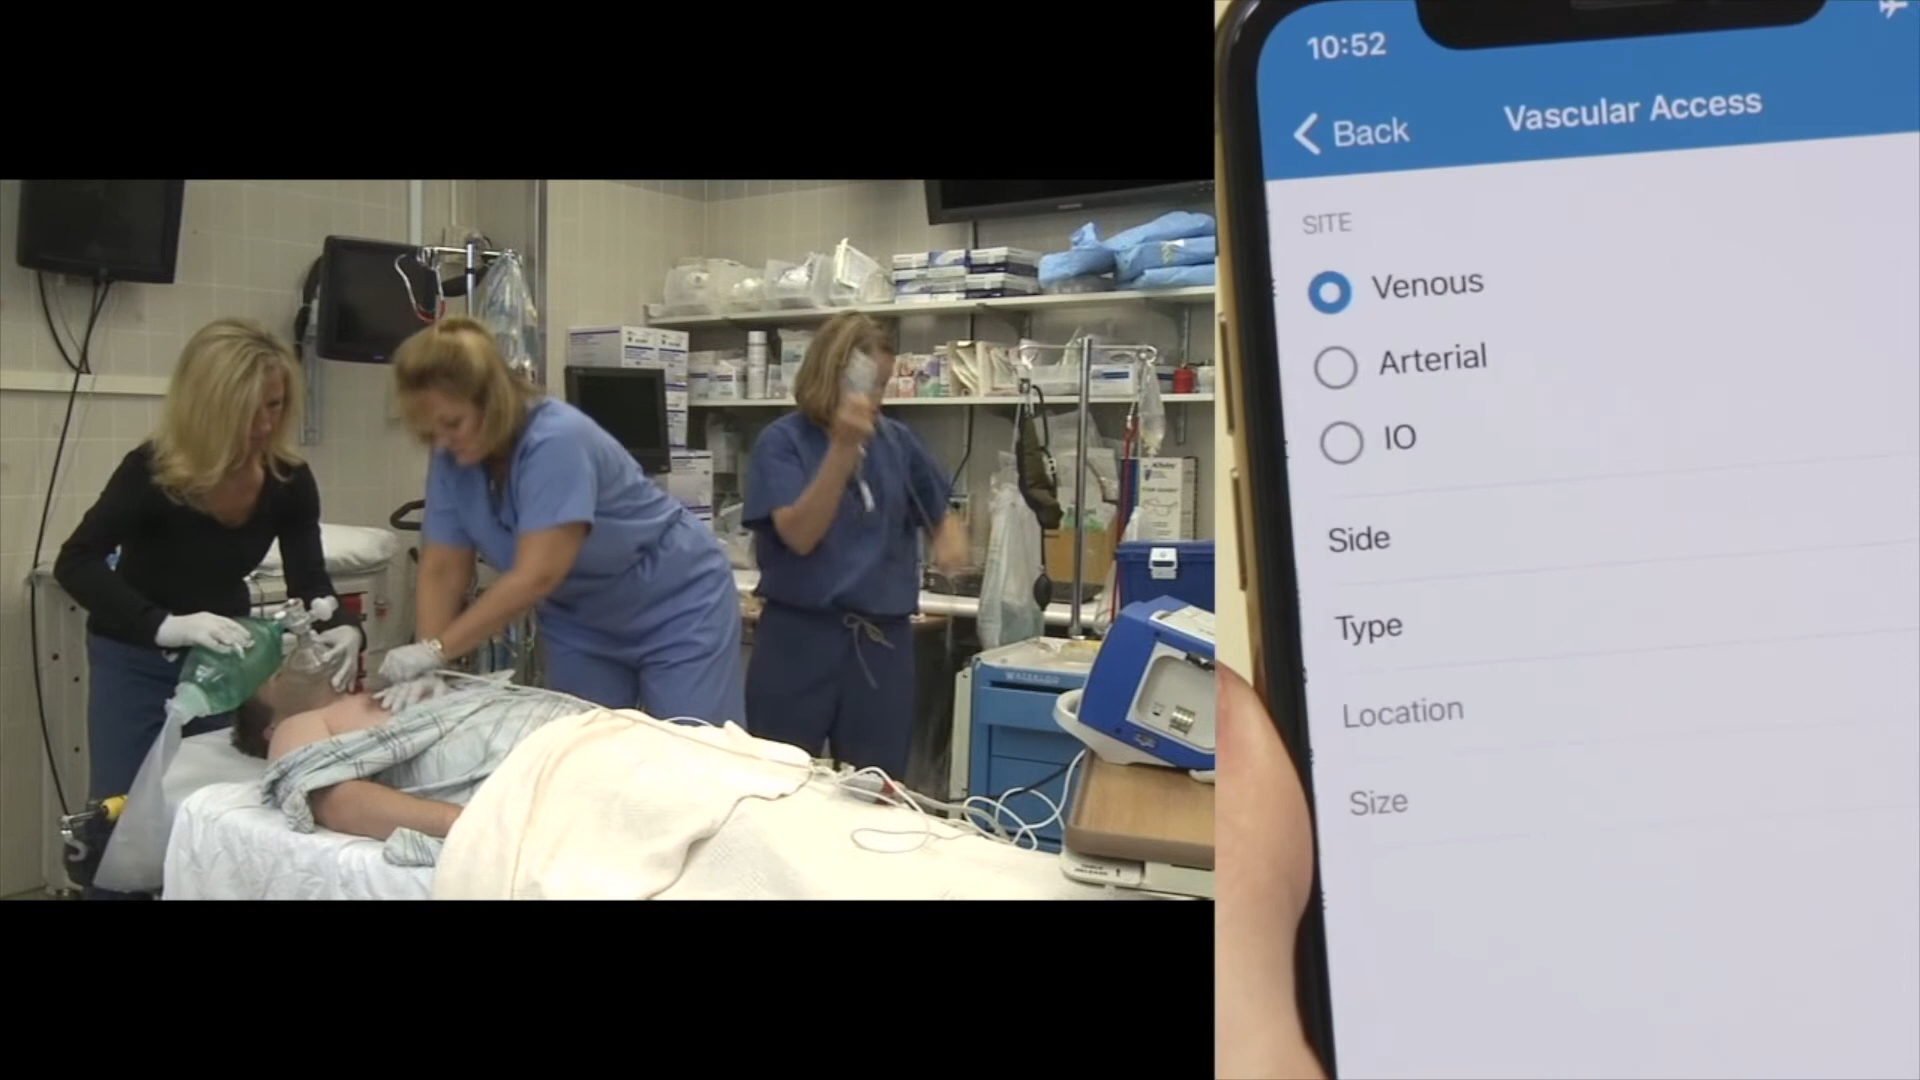 10:52
Back
Vascular Access
SITE
Venous
Arterial
IO
Side
Type
Location
Size